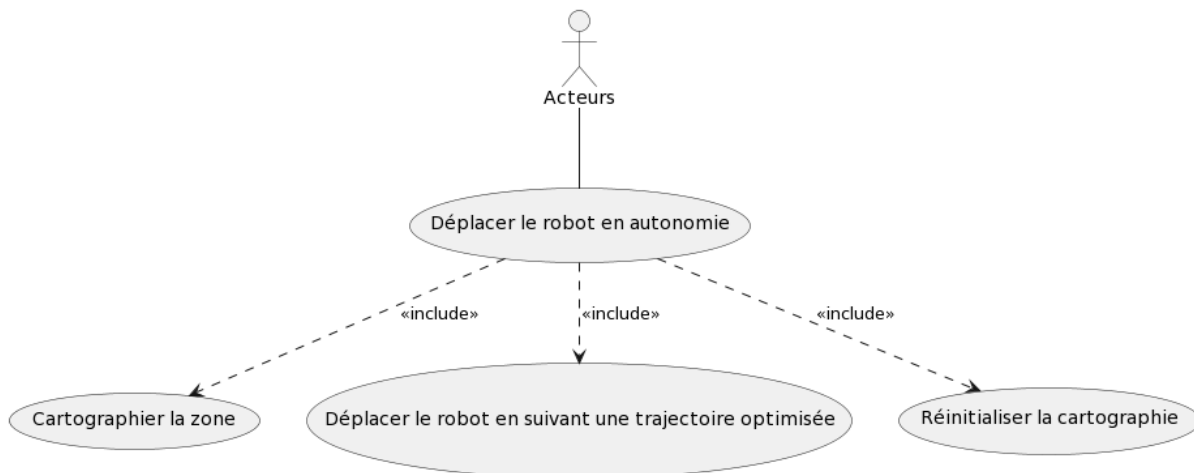 Acteurs
Déplacer le robot en autonomie
«include»
«include»
«include»
Cartographier la zone
Déplacer le robot en suivant une trajectoire optimisée
Réinitialiser la cartographie